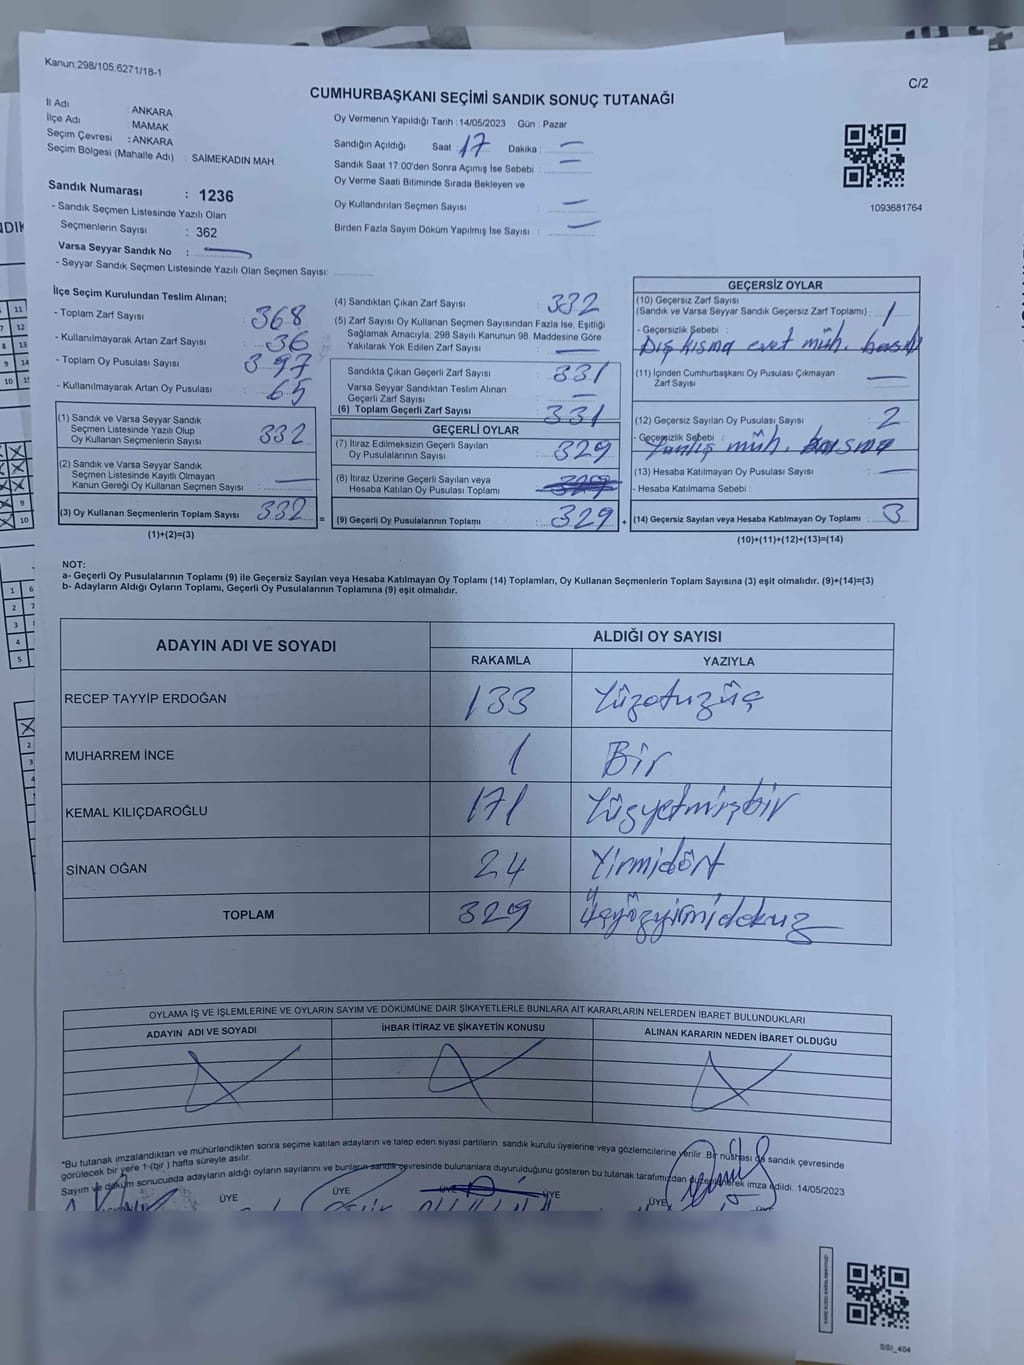 Kanun:298/105,6271/18-1
C/2
CUMHURBAŞKANI SEÇİMİ SANDIK SONUÇ TUTANAĞI
İl Adı : ANKARA
İlçe Adı : MAMAK
Seçim Çevresi : ANKARA
Seçim Bölgesi (Mahalle Adı) : SAİMEKADIN MAH.
Sandık Numarası : 1236
- Sandık Seçmen Listesinde Yazılı Olan
Seçmenlerin Sayısı : 362
Varsa Seyyar Sandık No :
- Seyyar Sandık Seçmen Listesinde Yazılı Olan Seçmen Sayısı:
Oy Vermenin Yapıldığı Tarih : 14/05/2023 Gün : Pazar
Sandığın Açıldığı Saat 17 Dakika : —
Sandık Saat 17:00'den Sonra Açımış İse Sebebi : —
Oy Verme Saati Bitiminde Sırada Bekleyen ve
Oy Kullandırılan Seçmen Sayısı : —
Birden Fazla Sayım Döküm Yapılmış İse Sayısı : —
1093681764
İlçe Seçim Kurulundan Teslim Alınan;
- Toplam Zarf Sayısı : 368
- Kullanılmayarak Artan Zarf Sayısı : 36
- Toplam Oy Pusulası Sayısı : 397
- Kullanılmayarak Artan Oy Pusulası : 65
(1) Sandık ve Varsa Seyyar Sandık
Seçmen Listesinde Yazılı Olup
Oy Kullanan Seçmenlerin Sayısı : 332
(2) Sandık ve Varsa Seyyar Sandık
Seçmen Listesinde Kayıtlı Olmayan
Kanun Gereği Oy Kullanan Seçmen Sayısı : —
(3) Oy Kullanan Seçmenlerin Toplam Sayısı : 332 =
(1)+(2)=(3)
(4) Sandıktan Çıkan Zarf Sayısı : 332
(5) Zarf Sayısı Oy Kullanan Seçmen Sayısından Fazla İse, Eşitliği
Sağlamak Amacıyla; 298 Sayılı Kanunun 98. Maddesine Göre
Yakılarak Yok Edilen Zarf Sayısı : —
Sandıkta Çıkan Geçerli Zarf Sayısı : 331
Varsa Seyyar Sandıktan Teslim Alınan
Geçerli Zarf Sayısı : —
(6) Toplam Geçerli Zarf Sayısı : 331
GEÇERLİ OYLAR
(7) İtiraz Edilmeksizin Geçerli Sayılan
Oy Pusulalarının Sayısı : 329
(8) İtiraz Üzerine Geçerli Sayılan veya
Hesaba Katılan Oy Pusulası Toplamı :
(9) Geçerli Oy Pusulalarının Toplamı : 329 +
GEÇERSİZ OYLAR
(10) Geçersiz Zarf Sayısı
(Sandık ve Varsa Seyyar Sandık Geçersiz Zarf Toplamı) : 1
- Geçersizlik Sebebi :
Dış kısma evet müh. bası
(11) İçinden Cumhurbaşkanı Oy Pusulası Çıkmayan
Zarf Sayısı : —
(12) Geçersiz Sayılan Oy Pusulası Sayısı : 2
- Geçersizlik Sebebi :
Yanlış müh. basma
(13) Hesaba Katılmayan Oy Pusulası Sayısı : —
- Hesaba Katılmama Sebebi :
(14) Geçersiz Sayılan veya Hesaba Katılmayan Oy Toplamı : 3
(10)+(11)+(12)+(13)=(14)
NOT:
a- Geçerli Oy Pusulalarının Toplamı (9) ile Geçersiz Sayılan veya Hesaba Katılmayan Oy Toplamı (14) Toplamları, Oy Kullanan Seçmenlerin Toplam Sayısına (3) eşit olmalıdır. (9)+(14)=(3)
b- Adayların Aldığı Oyların Toplamı, Geçerli Oy Pusulalarının Toplamına (9) eşit olmalıdır.
ADAYIN ADI VE SOYADI
ALDIĞI OY SAYISI
RAKAMLA YAZIYLA
RECEP TAYYİP ERDOĞAN 133 Yüzotuzüç
MUHARREM İNCE 1 Bir
KEMAL KILIÇDAROĞLU 171 Yüzyetmişbir
SİNAN OĞAN 24 Yirmidört
TOPLAM 329 Üçyüzyirmidokuz
OYLAMA İŞ VE İŞLEMLERİNE VE OYLARIN SAYIM VE DÖKÜMÜNE DAİR ŞİKAYETLERLE BUNLARA AİT KARARLARIN NELERDEN İBARET BULUNDUKLARI
ADAYIN ADI VE SOYADI İHBAR İTİRAZ VE ŞİKAYETİN KONUSU ALINAN KARARIN NEDEN İBARET OLDUĞU
*Bu tutanak imzalandıktan ve mühürlendikten sonra seçime katılan adayların ve talep eden siyasi partilerin sandık kurulu üyelerine veya gözlemcilerine verilir. Bir nüshası da sandık çevresinde
görülecek bir yere 1 (bir) hafta süreyle asılır.
Sayım ve döküm sonucunda adayların aldığı oyların sayılarını ve bunların sandık çevresinde bulunanlara duyurulduğunu gösteren bu tutanak tarafımızdan düzenlenerek imza edildi. 14/05/2023
ÜYE ÜYE ÜYE ÜYE ÜYE
SSI_404